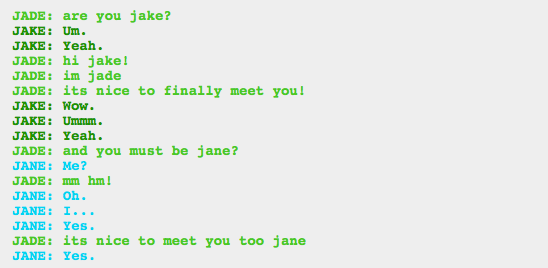 JADE: are you jake?
JAKE: Um.
JAKE: Yeah.
JADE: hi jake!
JADE: im jade
JADE: its nice to finally meet you!
JAKE: Wow.
JAKE: Ummm.
JAKE: Yeah.
JADE: and you must be jane?
JANE: Me?
JADE: mm hm!
JANE: Oh.
JANE: I...
JANE: Yes.
JADE: its nice to meet you too jane
JANE: Yes.